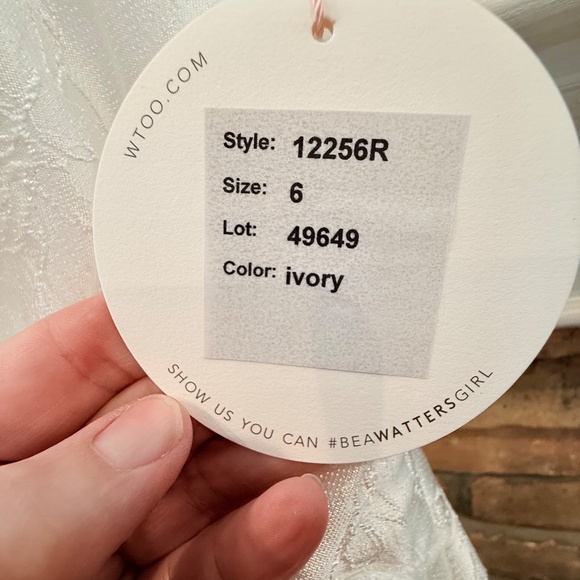 WTOO.COM
Style: 12256R
Size: 6
Lot: 49649
Color: ivory
SHOW US YOU CAN #BEAWATTERSGIRL